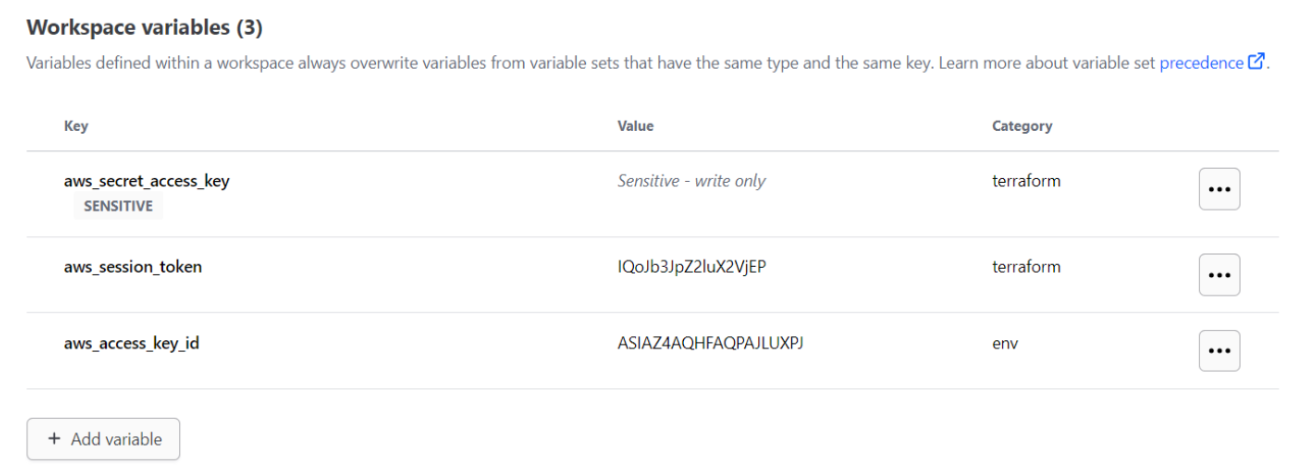 Workspace variables (3)
Variables defined within a workspace always overwrite variables from variable sets that have the same type and the same key. Learn more about variable set precedence.
Key Value Category
aws_secret_access_key Sensitive - write only terraform
SENSITIVE
aws_session_token IQoJb3JpZ2luX2VjEP terraform
aws_access_key_id ASIAZ4AQHFAQPAJLUXPJ env
+ Add variable